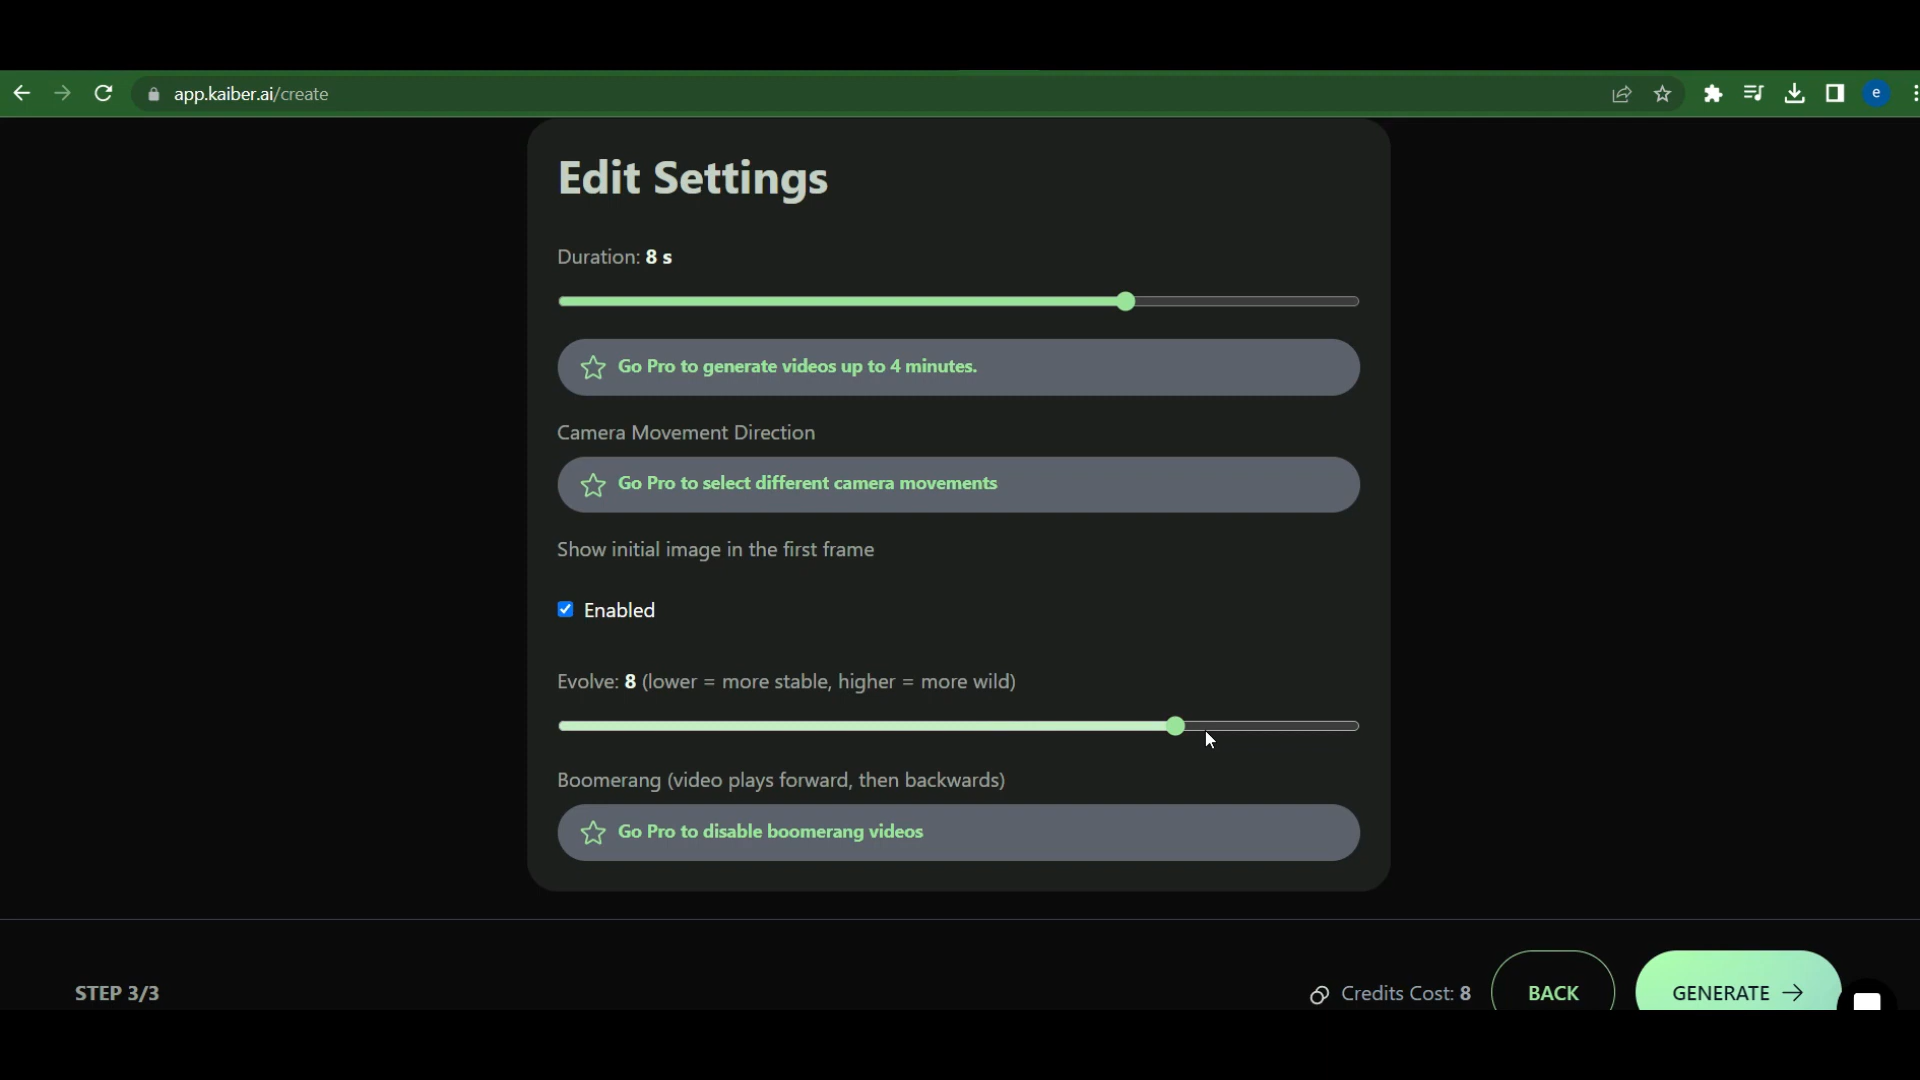 app.kaiber.ai/create
e
Edit Settings
Duration: 8 s
Go Pro to generate videos up to 4 minutes.
Camera Movement Direction
Go Pro to select different camera movements
Show initial image in the first frame
Enabled
Evolve: 8 (lower = more stable, higher = more wild)
Boomerang (video plays forward, then backwards)
Go Pro to disable boomerang videos
STEP 3/3
Credits Cost: 8
BACK
GENERATE →